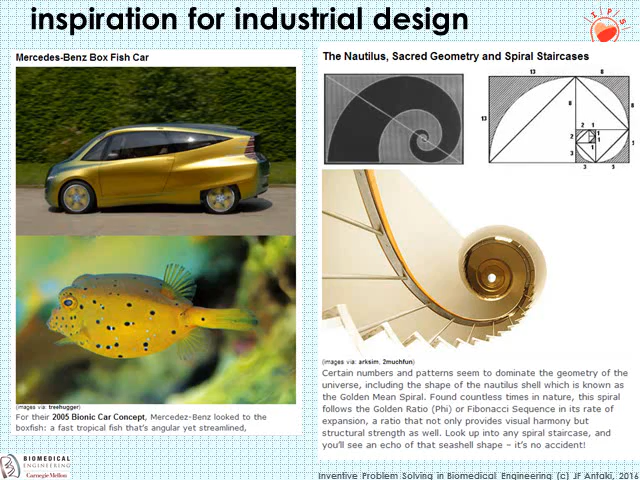 inspiration for industrial design
IPS
Mercedes-Benz Box Fish Car
(images via: treehugger)
For their 2005 Bionic Car Concept, Mercedez-Benz looked to the
boxfish: a fast tropical fish that's angular yet streamlined,
The Nautilus, Sacred Geometry and Spiral Staircases
13
8
13
8
8
2
1
2
1
1
3
5
3
5
(images via: arksim, 2muchfun)
Certain numbers and patterns seem to dominate the geometry of the
universe, including the shape of the nautilus shell which is known as
the Golden Mean Spiral. Found countless times in nature, this spiral
follows the Golden Ratio (Phi) or Fibonacci Sequence in its rate of
expansion, a ratio that not only provides visual harmony but
structural strength as well. Look up into any spiral staircase, and
you'll see an echo of that seashell shape – it's no accident!
BIOMEDICAL
ENGINEERING
Carnegie Mellon
Inventive Problem Solving in Biomedical Engineering (c) JF Antaki, 2016